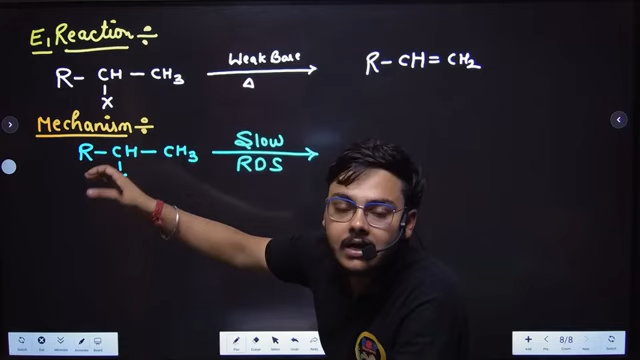 E₁ Reaction ÷
R – CH – CH₃ Weak Base Δ R – CH = CH₂
X
Mechanism ÷
R – CH – CH₃ Slow RDS
8/8